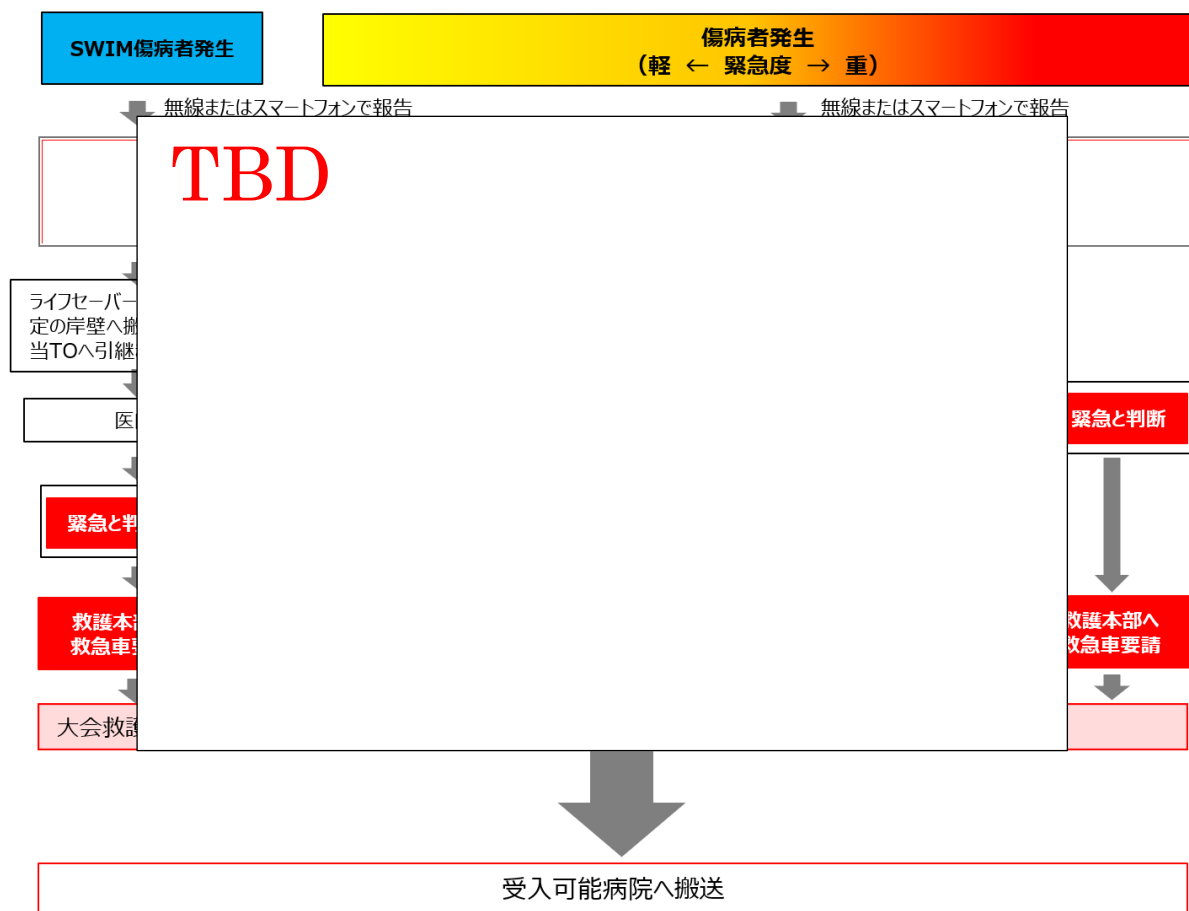 SWIM傷病者発生
傷病者発生
（軽 ← 緊急度 → 重）
無線またはスマートフォンで報告
無線またはスマートフォンで報告
TBD
ライフセーバー
定の岸壁へ搬
当TOへ引継
医
緊急と判断
緊急と判
救護本部
救急車要
救護本部へ
救急車要請
大会救護
受入可能病院へ搬送